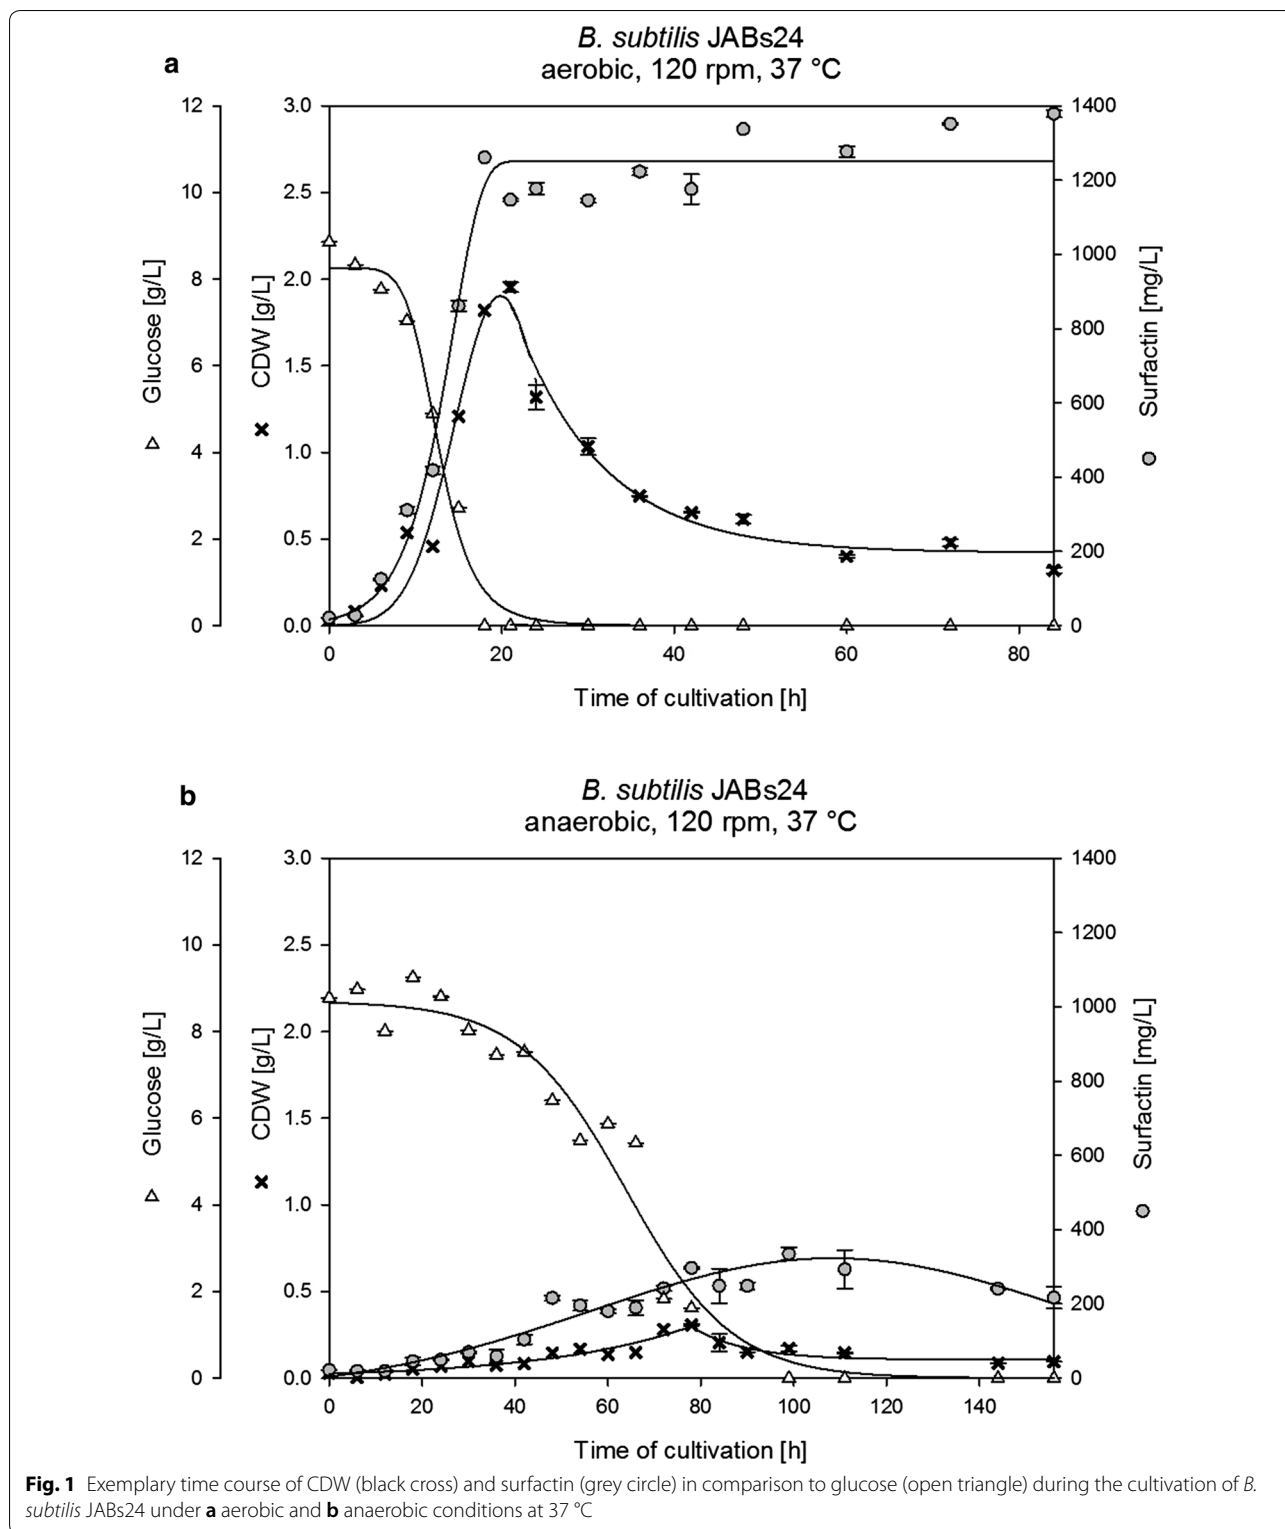 a
B. subtilis JABs24
aerobic, 120 rpm, 37 °C
12
10
8
6
4
2
0
Glucose [g/L]
3.0
2.5
2.0
1.5
1.0
0.5
0.0
CDW [g/L]
1400
1200
1000
800
600
400
200
0
Surfactin [mg/L]
0 20 40 60 80
Time of cultivation [h]
b
B. subtilis JABs24
anaerobic, 120 rpm, 37 °C
12
10
8
6
4
2
0
Glucose [g/L]
3.0
2.5
2.0
1.5
1.0
0.5
0.0
CDW [g/L]
1400
1200
1000
800
600
400
200
0
Surfactin [mg/L]
0 20 40 60 80 100 120 140
Time of cultivation [h]
Fig. 1 Exemplary time course of CDW (black cross) and surfactin (grey circle) in comparison to glucose (open triangle) during the cultivation of B.
subtilis JABs24 under a aerobic and b anaerobic conditions at 37 °C